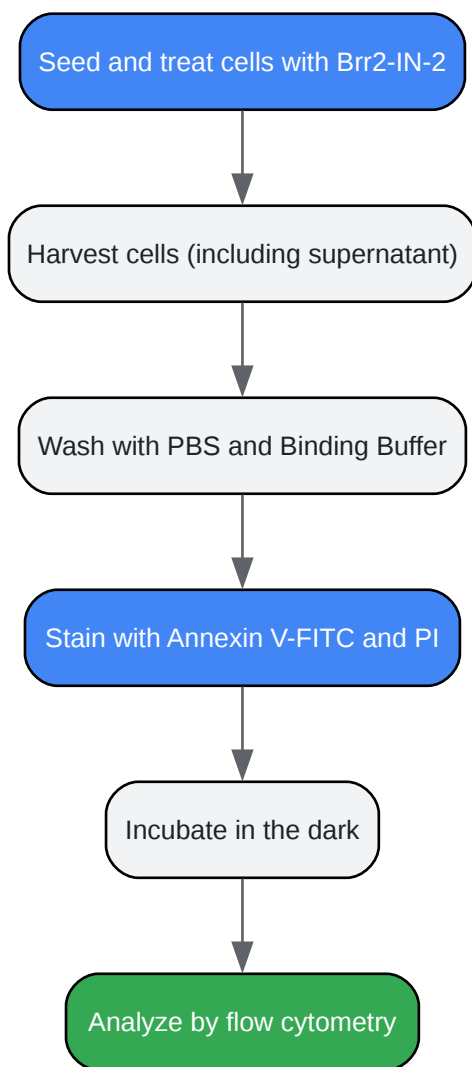 Seed and treat cells with Brr2-IN-2
Harvest cells (including supernatant)
Wash with PBS and Binding Buffer
Stain with Annexin V-FITC and PI
Incubate in the dark
Analyze by flow cytometry